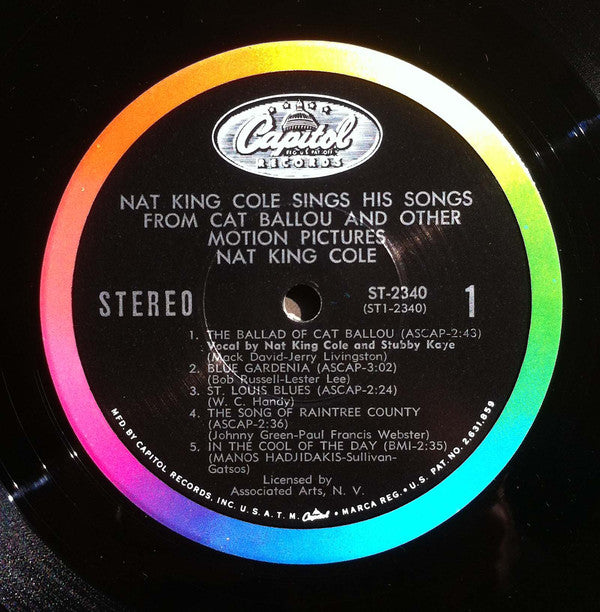 Capitol
REG. U.S. PAT. OFF.
RECORDS
NAT KING COLE SINGS HIS SONGS
FROM CAT BALLOU AND OTHER
MOTION PICTURES
NAT KING COLE
STEREO
ST-2340
(ST1-2340)
1
1. THE BALLAD OF CAT BALLOU (ASCAP-2:43)
Vocal by Nat King Cole and Stubby Kaye
(Mack David-Jerry Livingston)
2. BLUE GARDENIA (ASCAP-3:02)
(Bob Russell-Lester Lee)
3. ST. LOUIS BLUES (ASCAP-2:24)
(W. C. Handy)
4. THE SONG OF RAINTREE COUNTY
(ASCAP-2:36)
(Johnny Green-Paul Francis Webster)
5. IN THE COOL OF THE DAY (BMI-2:35)
(MANOS HADJIDAKIS-Sullivan-
Gatsos)
Licensed by
Associated Arts, N. V.
MFD. BY CAPITOL RECORDS, INC. U.S.A. T.M. Capitol • MARCA REG. • U.S. PAT. NO. 2,631,859